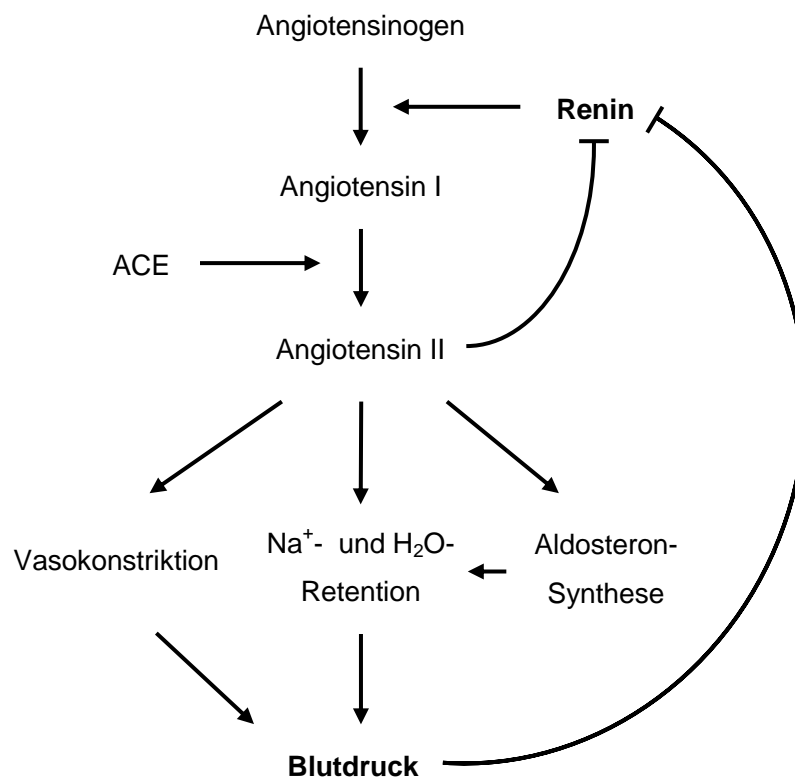 Angiotensinogen
Renin
Angiotensin I
ACE
Angiotensin II
Vasokonstriktion
Na⁺- und H₂O-
Retention
Aldosteron-
Synthese
Blutdruck